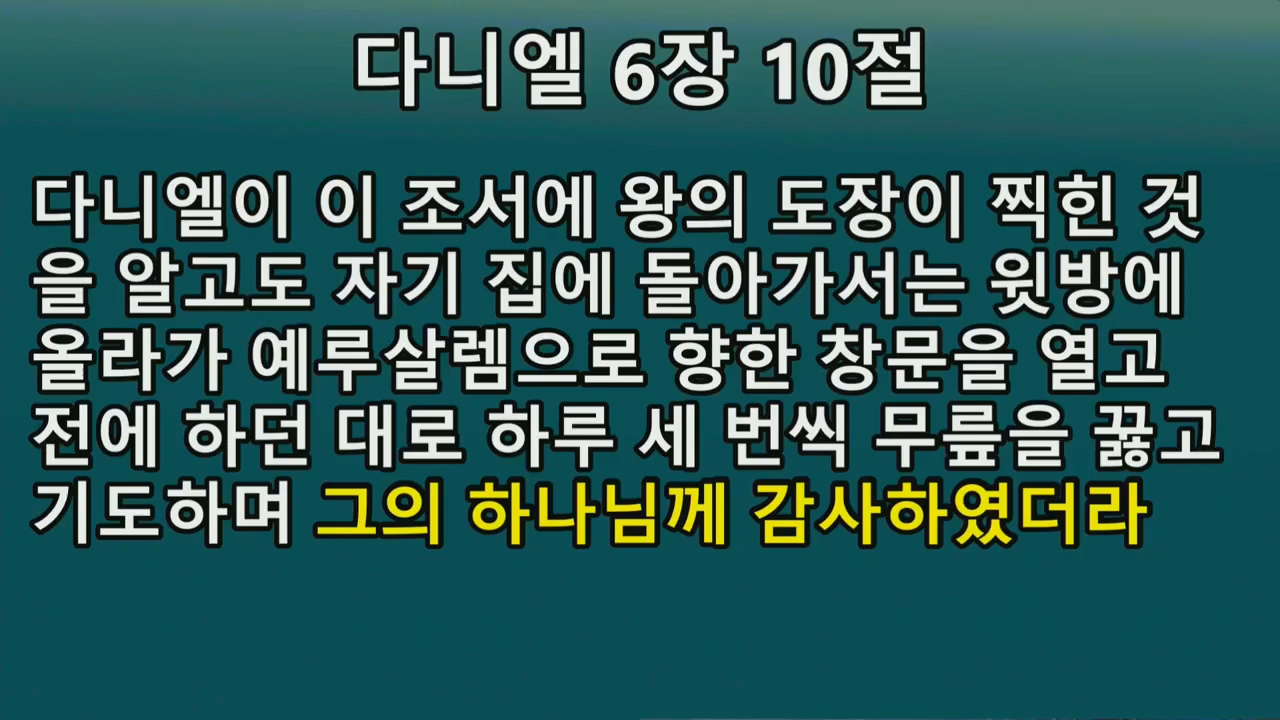 다니엘 6장 10절
다니엘이 이 조서에 왕의 도장이 찍힌 것
을 알고도 자기 집에 돌아가서는 윗방에
올라가 예루살렘으로 향한 창문을 열고
전에 하던 대로 하루 세 번씩 무릎을 꿇고
기도하며 그의 하나님께 감사하였더라